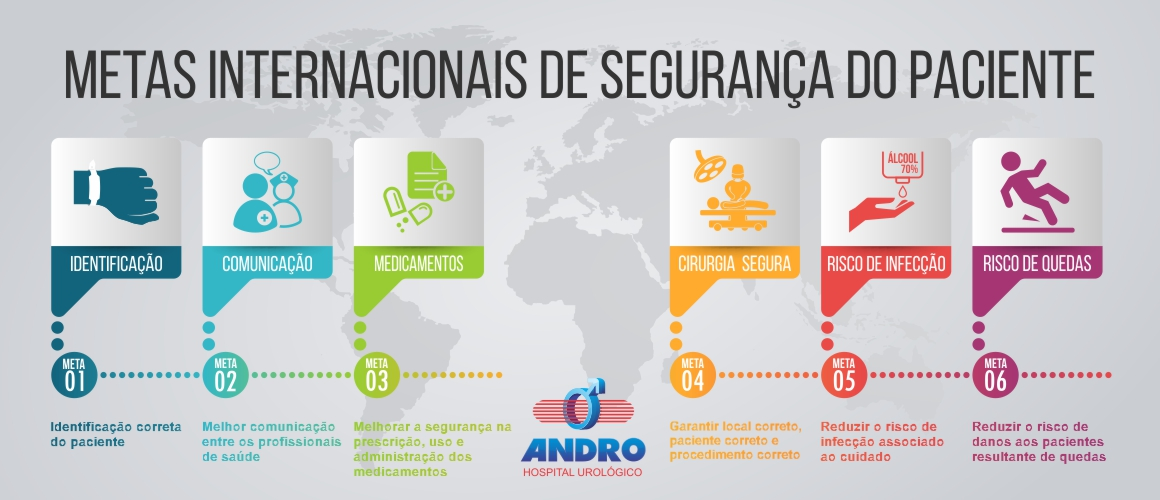 METAS INTERNACIONAIS DE SEGURANÇA DO PACIENTE
IDENTIFICAÇÃO
META
01
Identificação correta
do paciente
COMUNICAÇÃO
META
02
Melhor comunicação
entre os profissionais
de saúde
MEDICAMENTOS
META
03
Melhorar a segurança na
prescrição, uso e
administração dos
medicamentos
ANDRO
HOSPITAL UROLÓGICO
CIRURGIA SEGURA
META
04
Garantir local correto,
paciente correto e
procedimento correto
ÁLCOOL
70%
RISCO DE INFECÇÃO
META
05
Reduzir o risco de
infecção associado
ao cuidado
RISCO DE QUEDAS
META
06
Reduzir o risco de
danos aos pacientes
resultante de quedas